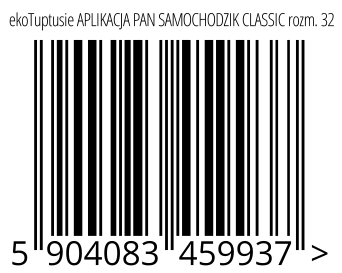 ekoTuptusie APLIKACJA PAN SAMOCHODZIK CLASSIC rozm. 32
5 904083 459937 >